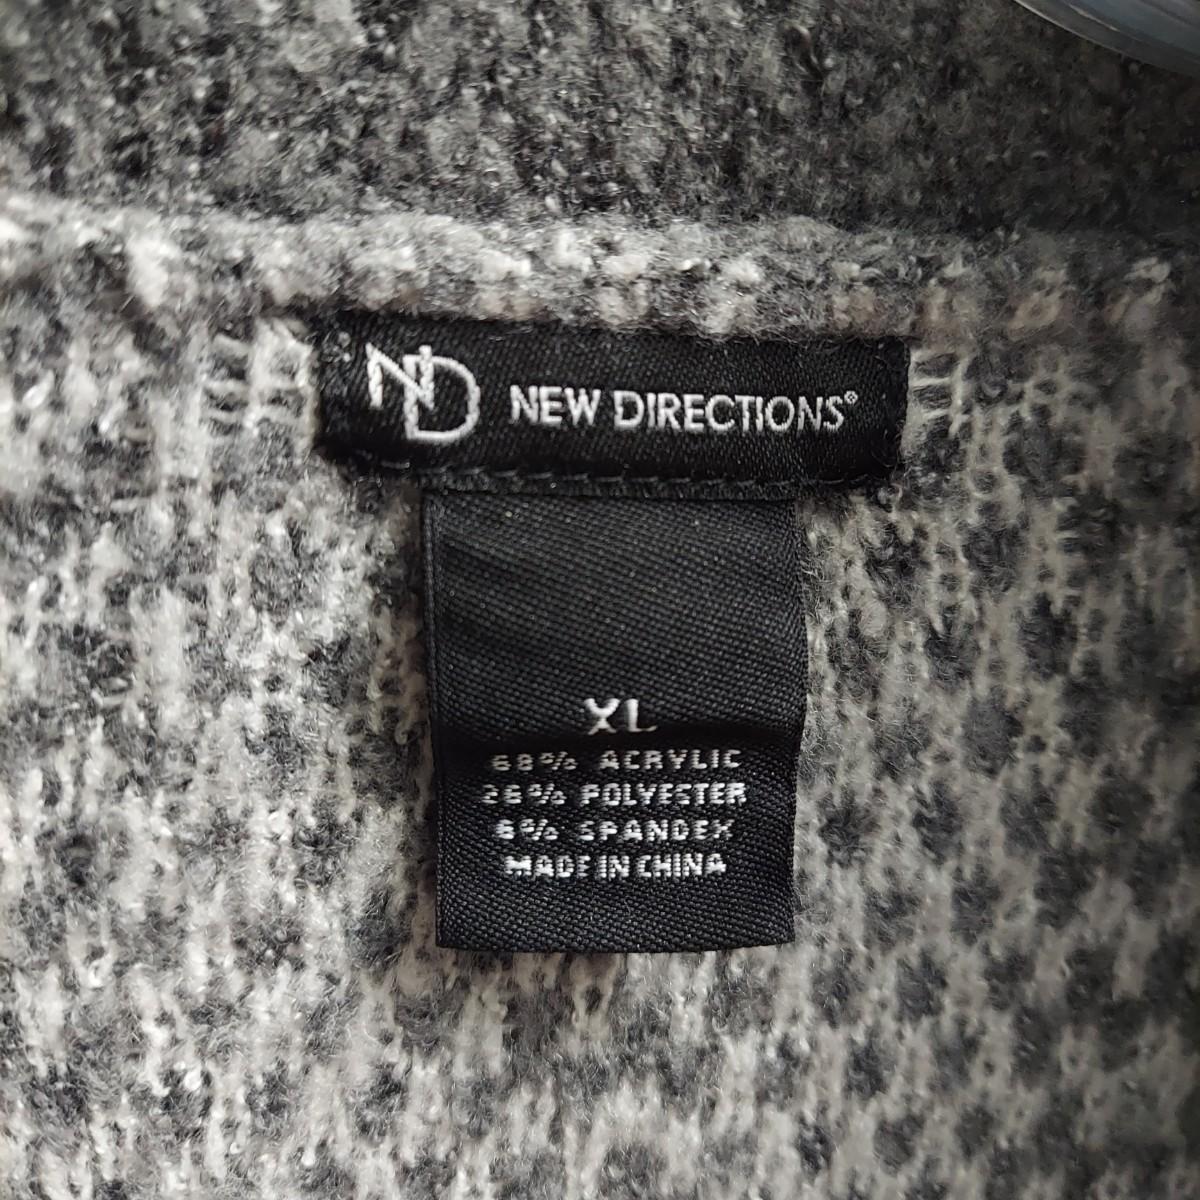 ND NEW DIRECTIONS®
XL
68% ACRYLIC
26% POLYESTER
6% SPANDEX
MADE IN CHINA